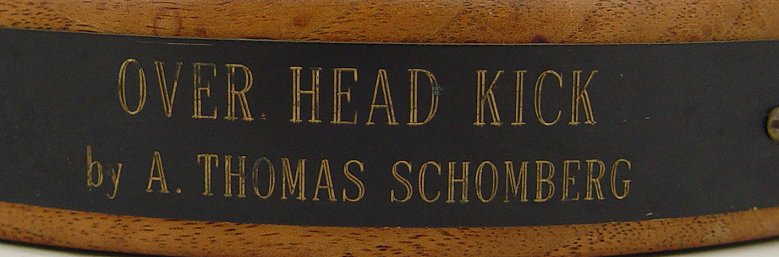 OVER HEAD KICK
by A. THOMAS SCHOMBERG